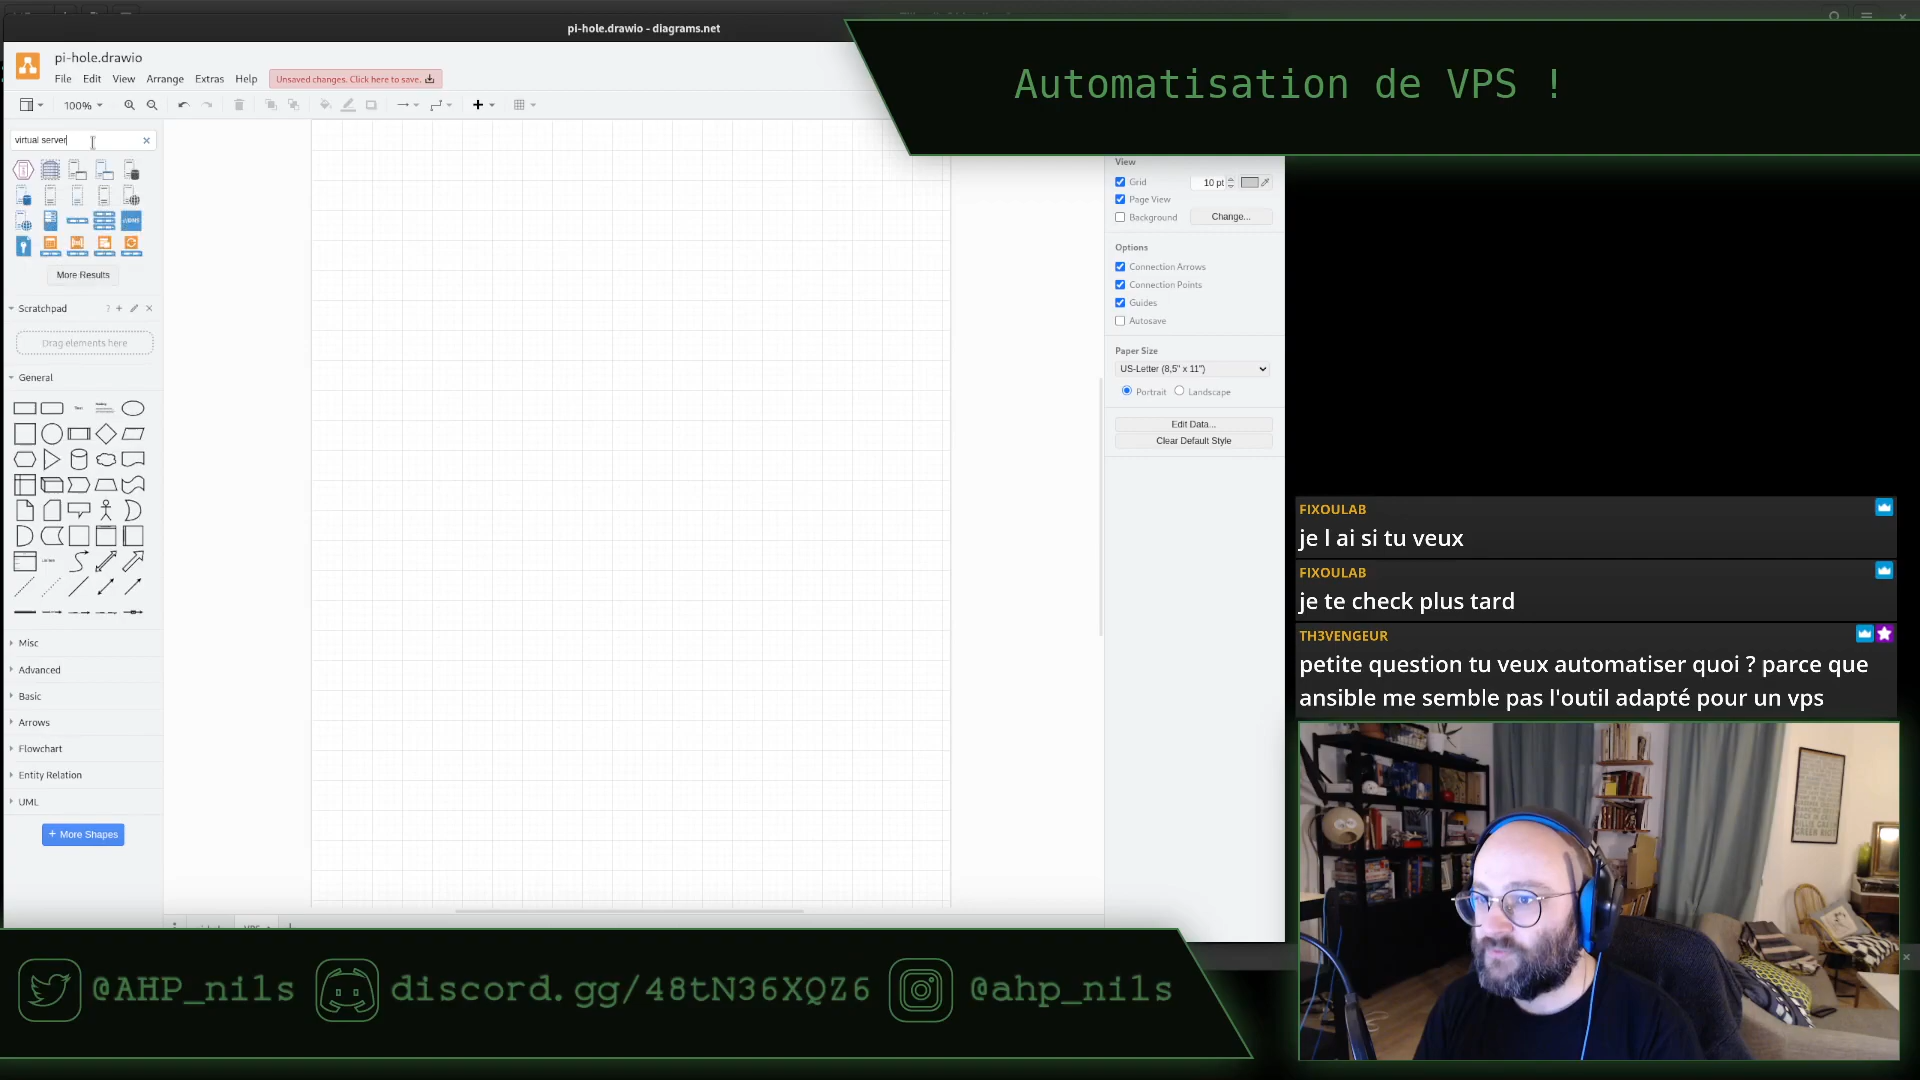 pi-hole.drawio - diagrams.net
pi-hole.drawio
File Edit View Arrange Extras Help Unsaved changes. Click here to save.
100%
virtual server
More Results
Scratchpad
Drag elements here
General
Misc
Advanced
Basic
Arrows
Flowchart
Entity Relation
UML
+ More Shapes
VPS
View
Grid 10 pt
Page View
Background Change...
Options
Connection Arrows
Connection Points
Guides
Autosave
Paper Size
US-Letter (8,5" x 11")
Portrait Landscape
Edit Data...
Clear Default Style
Automatisation de VPS !
FIXOULAB
je l ai si tu veux
FIXOULAB
je te check plus tard
TH3VENGEUR
petite question tu veux automatiser quoi ? parce que
ansible me semble pas l'outil adapté pour un vps
@AHP_nils discord.gg/48tN36XQZ6 @ahp_nils